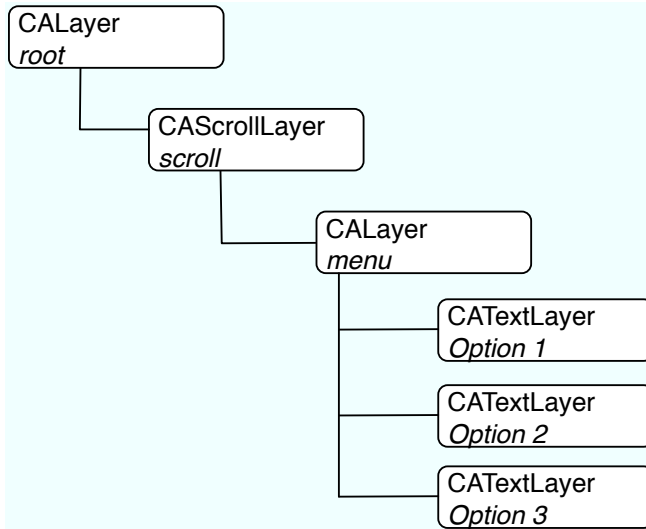 CALayer
root
CAScrollLayer
scroll
CALayer
menu
CATextLayer
Option 1
CATextLayer
Option 2
CATextLayer
Option 3